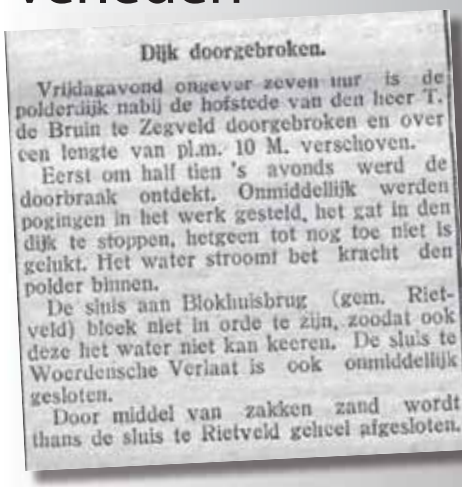 Dijk doorgebroken.
Vrijdagavond ongever zeven uur is de
polderdijk nabij de hofstede van den heer T.
de Bruin te Zegveld doorgebroken en over
een lengte van pl.m. 10 M. verschoven.
Eerst om half tien 's avonds werd de
doorbraak ontdekt. Onmiddellijk werden
pogingen in het werk gesteld, het gat in den
dijk te stoppen, hetgeen tot nog toe niet is
gelukt. Het water stroomt bet kracht den
polder binnen.
De sluis aan Blokhuisbrug (gem. Riet-
veld) bleek niet in orde te zijn, zoodat ook
deze het water niet kan keeren. De sluis te
Woerdensche Verlaat is ook onmiddellijk
gesloten.
Door middel van zakken zand wordt
thans de sluis te Rietveld geheel afgesloten.